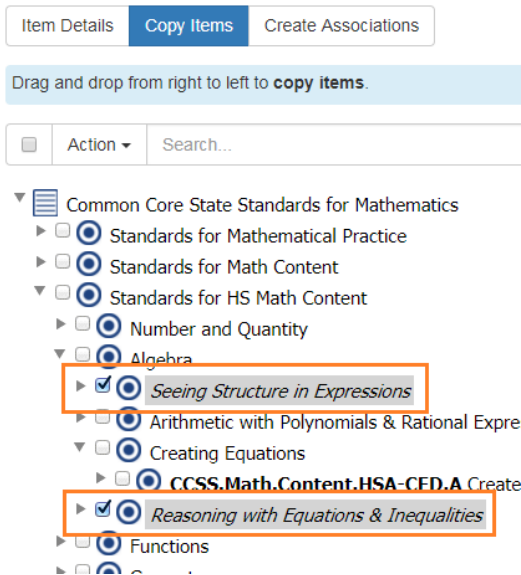 Item Details Copy Items Create Associations
Drag and drop from right to left to copy items.
Action Search...
Common Core State Standards for Mathematics
Standards for Mathematical Practice
Standards for Math Content
Standards for HS Math Content
Number and Quantity
Algebra
Seeing Structure in Expressions
Arithmetic with Polynomials & Rational Expre
Creating Equations
CCSS.Math.Content.HSA-CED.A Create
Reasoning with Equations & Inequalities
Functions